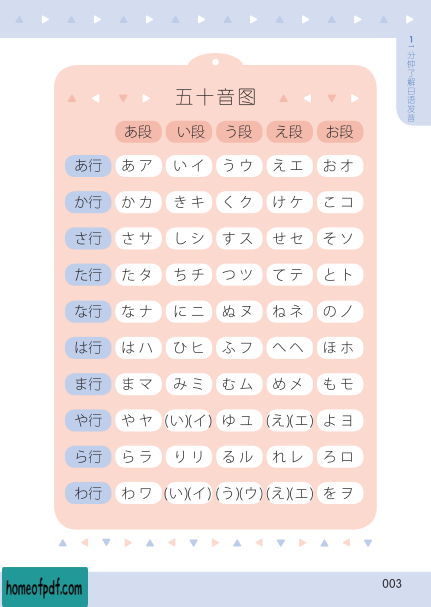 1分钟了解日语发音
五十音图
あ段 い段 う段 え段 お段
あ行 あ ア い イ う ウ え エ お オ
か行 か カ き キ く ク け ケ こ コ
さ行 さ サ し シ す ス せ セ そ ソ
た行 た タ ち チ つ ツ て テ と ト
な行 な ナ に ニ ぬ ヌ ね ネ の ノ
は行 は ハ ひ ヒ ふ フ へ ヘ ほ ホ
ま行 ま マ み ミ む ム め メ も モ
や行 や ヤ (い)(イ) ゆ ユ (え)(エ) よ ヨ
ら行 ら ラ り リ る ル れ レ ろ ロ
わ行 わ ワ (い)(イ) (う)(ウ) (え)(エ) を ヲ
homeofpdf.com
003